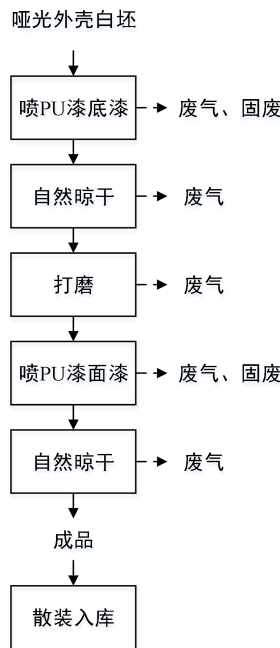 哑光外壳白坯
喷PU漆底漆
废气、固废
自然晾干
废气
打磨
废气
喷PU漆面漆
废气、固废
自然晾干
废气
成品
散装入库